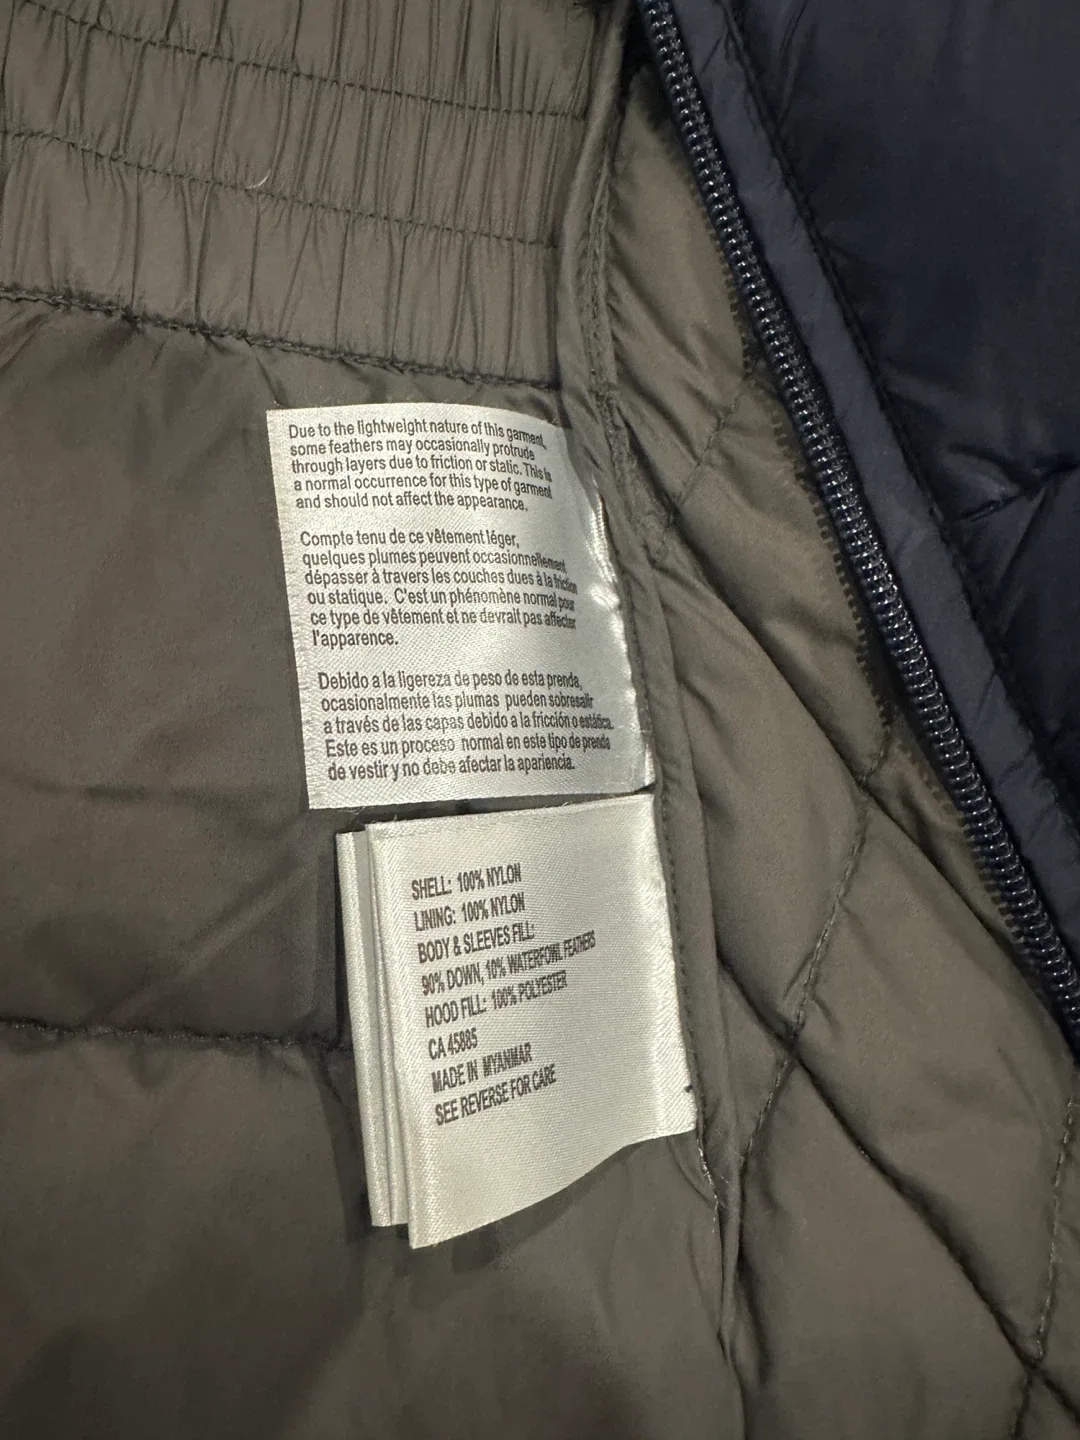 Due to the lightweight nature of this garment,
some feathers may occasionally protrude
through layers due to friction or static. This is
a normal occurrence for this type of garment
and should not affect the appearance.
Compte tenu de ce vêtement léger,
quelques plumes peuvent occasionnellement
dépasser à travers les couches dues à la friction
ou statique. C'est un phénomène normal pour
ce type de vêtement et ne devrait pas affecter
l'apparence.
Debido a la ligereza de peso de esta prenda,
ocasionalmente las plumas pueden sobresalir
a través de las capas debido a la fricción o estática.
Este es un proceso normal en este tipo de prenda
de vestir y no debe afectar la apariencia.
SHELL: 100% NYLON
LINING: 100% NYLON
BODY & SLEEVES FILL:
90% DOWN, 10% WATERFOWL FEATHERS
HOOD FILL: 100% POLYESTER
CA 45885
MADE IN MYANMAR
SEE REVERSE FOR CARE